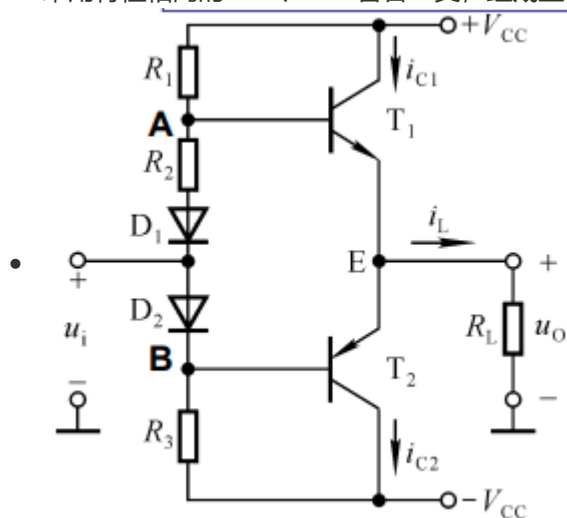 +V_CC
R_1
i_C1
A
T_1
R_2
D_1
i_L
E
+
+
D_2
u_i
R_L
u_O
B
T_2
−
−
R_3
i_C2
−V_CC